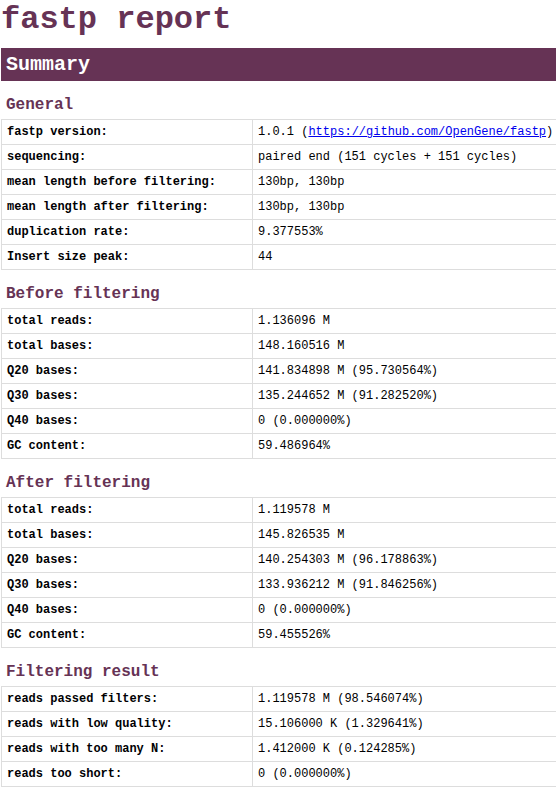 fastp report
Summary
General
fastp version: 1.0.1 (https://github.com/OpenGene/fastp)
sequencing: paired end (151 cycles + 151 cycles)
mean length before filtering: 130bp, 130bp
mean length after filtering: 130bp, 130bp
duplication rate: 9.377553%
Insert size peak: 44
Before filtering
total reads: 1.136096 M
total bases: 148.160516 M
Q20 bases: 141.834898 M (95.730564%)
Q30 bases: 135.244652 M (91.282520%)
Q40 bases: 0 (0.000000%)
GC content: 59.486964%
After filtering
total reads: 1.119578 M
total bases: 145.826535 M
Q20 bases: 140.254303 M (96.178863%)
Q30 bases: 133.936212 M (91.846256%)
Q40 bases: 0 (0.000000%)
GC content: 59.455526%
Filtering result
reads passed filters: 1.119578 M (98.546074%)
reads with low quality: 15.106000 K (1.329641%)
reads with too many N: 1.412000 K (0.124285%)
reads too short: 0 (0.000000%)